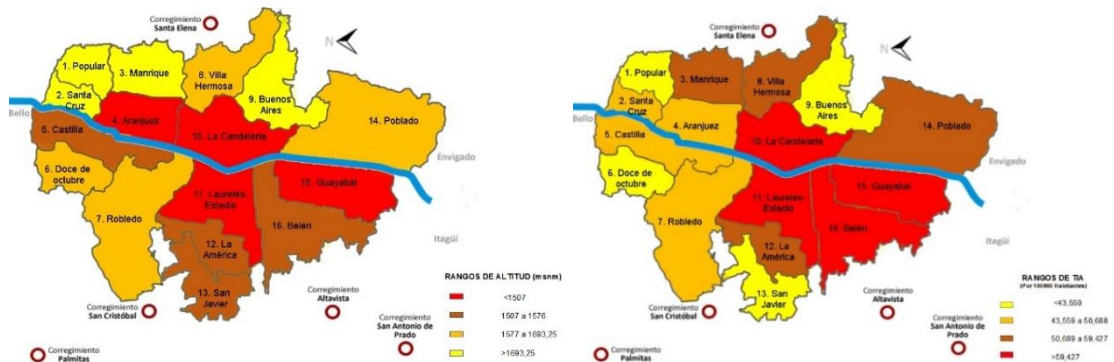 Corregimiento
Santa Elena
N
1. Popular
3. Manrique
8. Villa
Hermosa
2. Santa
Cruz
9. Buenos
Aires
Bello
4. Aranjuez
5. Castilla
10. La Candelaria
14. Poblado
6. Doce de
octubre
Envigado
11. Laureles-
Estadio
15. Guayabal
7. Robledo
16. Belén
12. La
América
Itagüí
13. San
Javier
Corregimiento
San Cristóbal
Corregimiento
Altavista
Corregimiento
San Antonio de
Prado
Corregimiento
Palmitas
RANGOS DE ALTITUD (msnm)
<1507
1507 a 1576
1577 a 1693,25
>1693,25
Corregimiento
Santa Elena
N
1. Popular
3. Manrique
8. Villa
Hermosa
2. Santa
Cruz
9. Buenos
Aires
Bello
4. Aranjuez
5. Castilla
10. La Candelaria
14. Poblado
6. Doce de
octubre
Envigado
11. Laureles-
Estadio
15. Guayabal
7. Robledo
16. Belén
12. La
América
Itagüí
13. San
Javier
Corregimiento
San Cristóbal
Corregimiento
Altavista
Corregimiento
San Antonio de
Prado
Corregimiento
Palmitas
RANGOS DE TIA
(Por 100000 Habitantes)
<43,559
43,559 a 50,688
50,689 a 59,427
>59,427